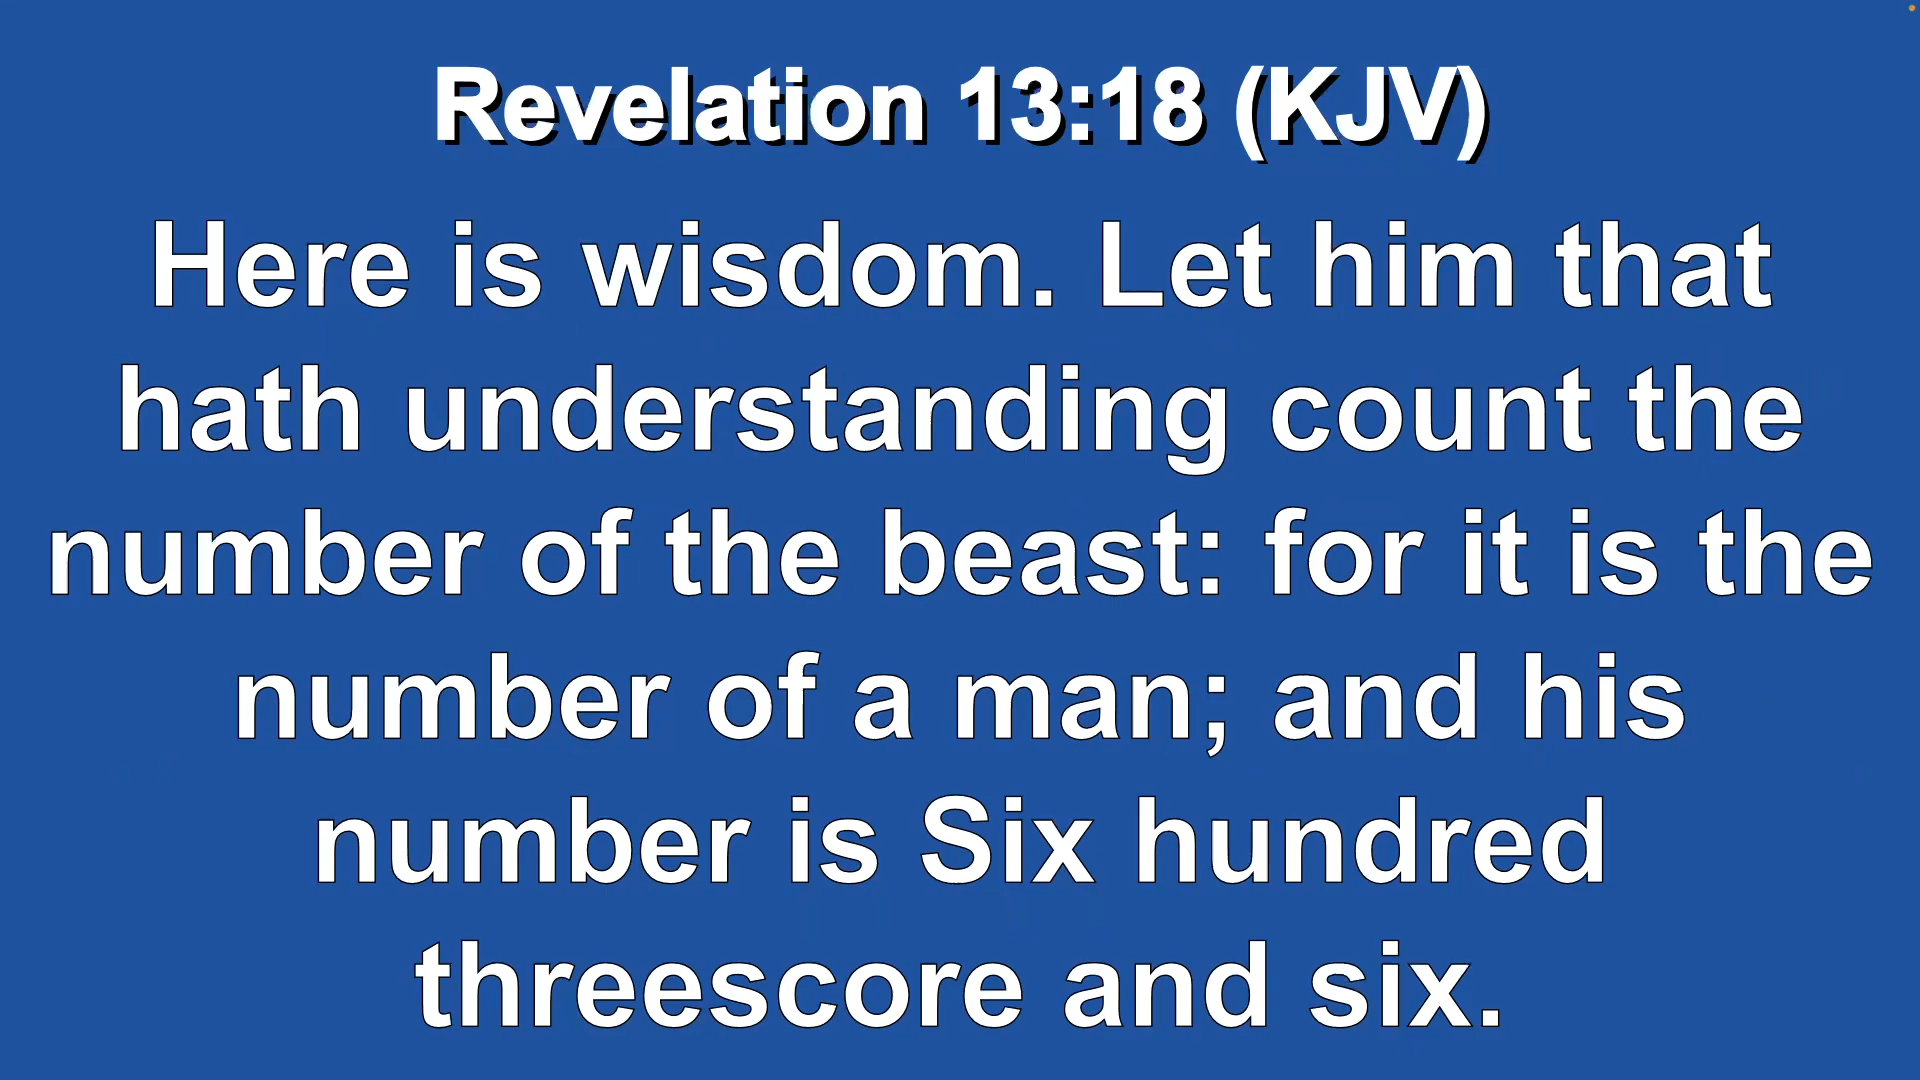 Revelation 13:18 (KJV)
Here is wisdom. Let him that
hath understanding count the
number of the beast: for it is the
number of a man; and his
number is Six hundred
threescore and six.